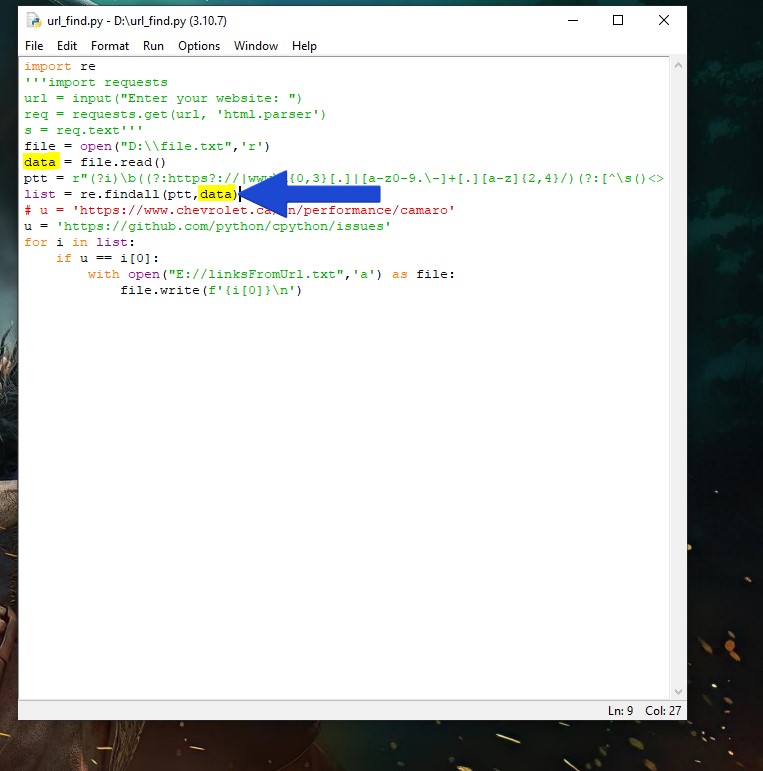 url_find.py - D:\url_find.py (3.10.7)
File Edit Format Run Options Window Help
import re
'''import requests
url = input("Enter your website: ")
req = requests.get(url, 'html.parser')
s = req.text'''
file = open("D:\\file.txt",'r')
data = file.read()
ptt = r"(?i)\b((?:https?://|www {0,3}[.]|[a-z0-9.\-]+[.][a-z]{2,4}/)(?:[^\s()<>
list = re.findall(ptt,data)
# u = 'https://www.chevrolet.ca/ n/performance/camaro'
u = 'https://github.com/python/cpython/issues'
for i in list:
    if u == i[0]:
        with open("E://linksFromUrl.txt",'a') as file:
            file.write(f'{i[0]}\n')
Ln: 9 Col: 27